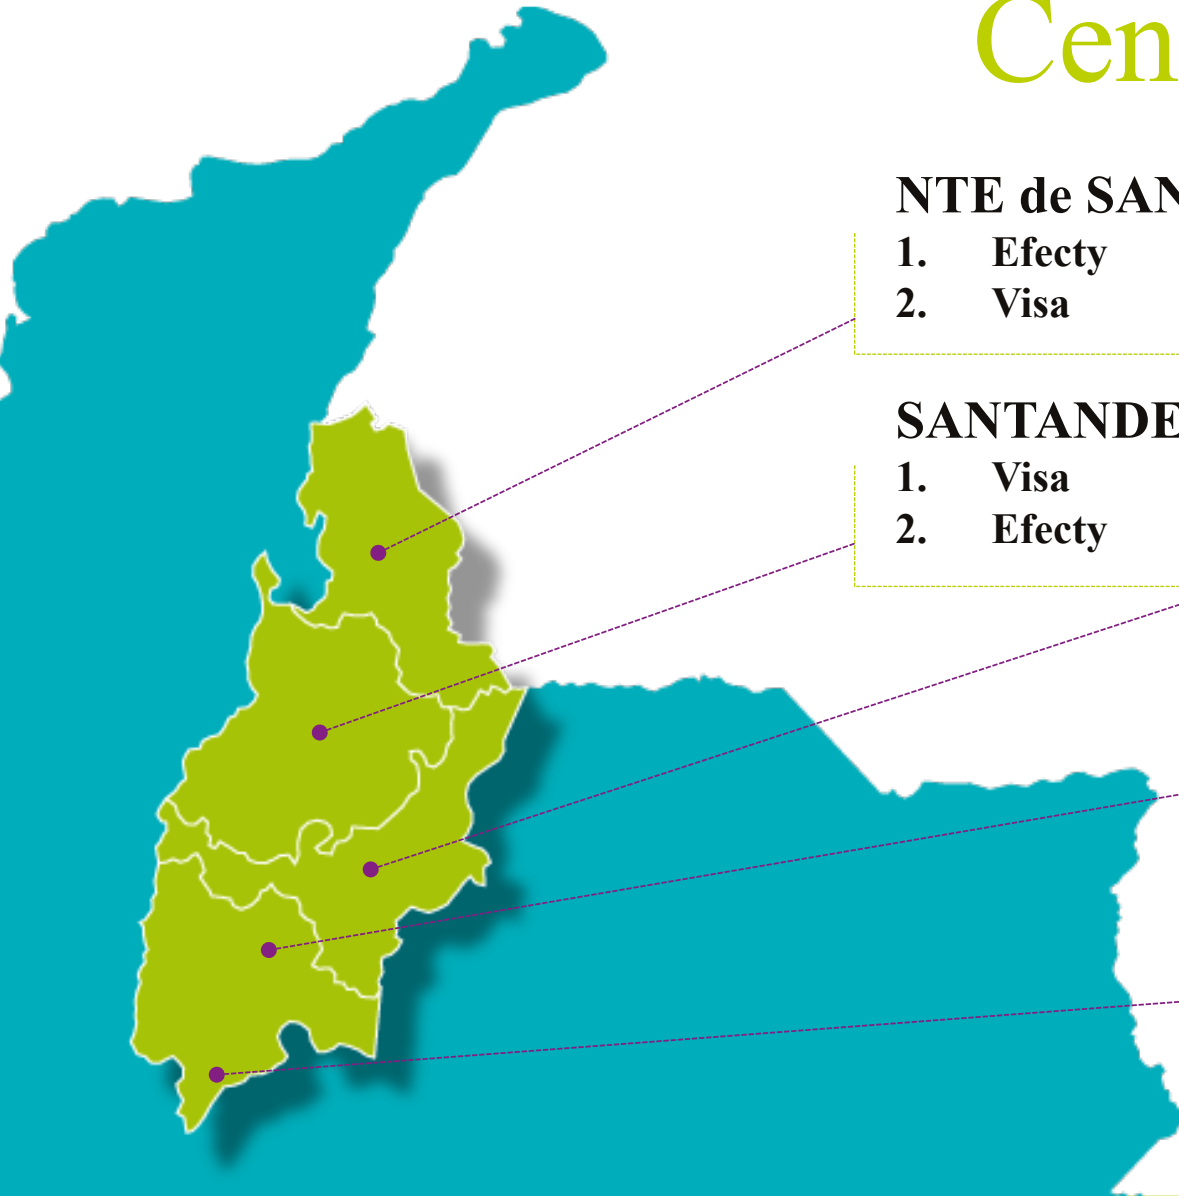 Cen
NTE de SAN
1. Efecty
2. Visa
SANTANDE
1. Visa
2. Efecty